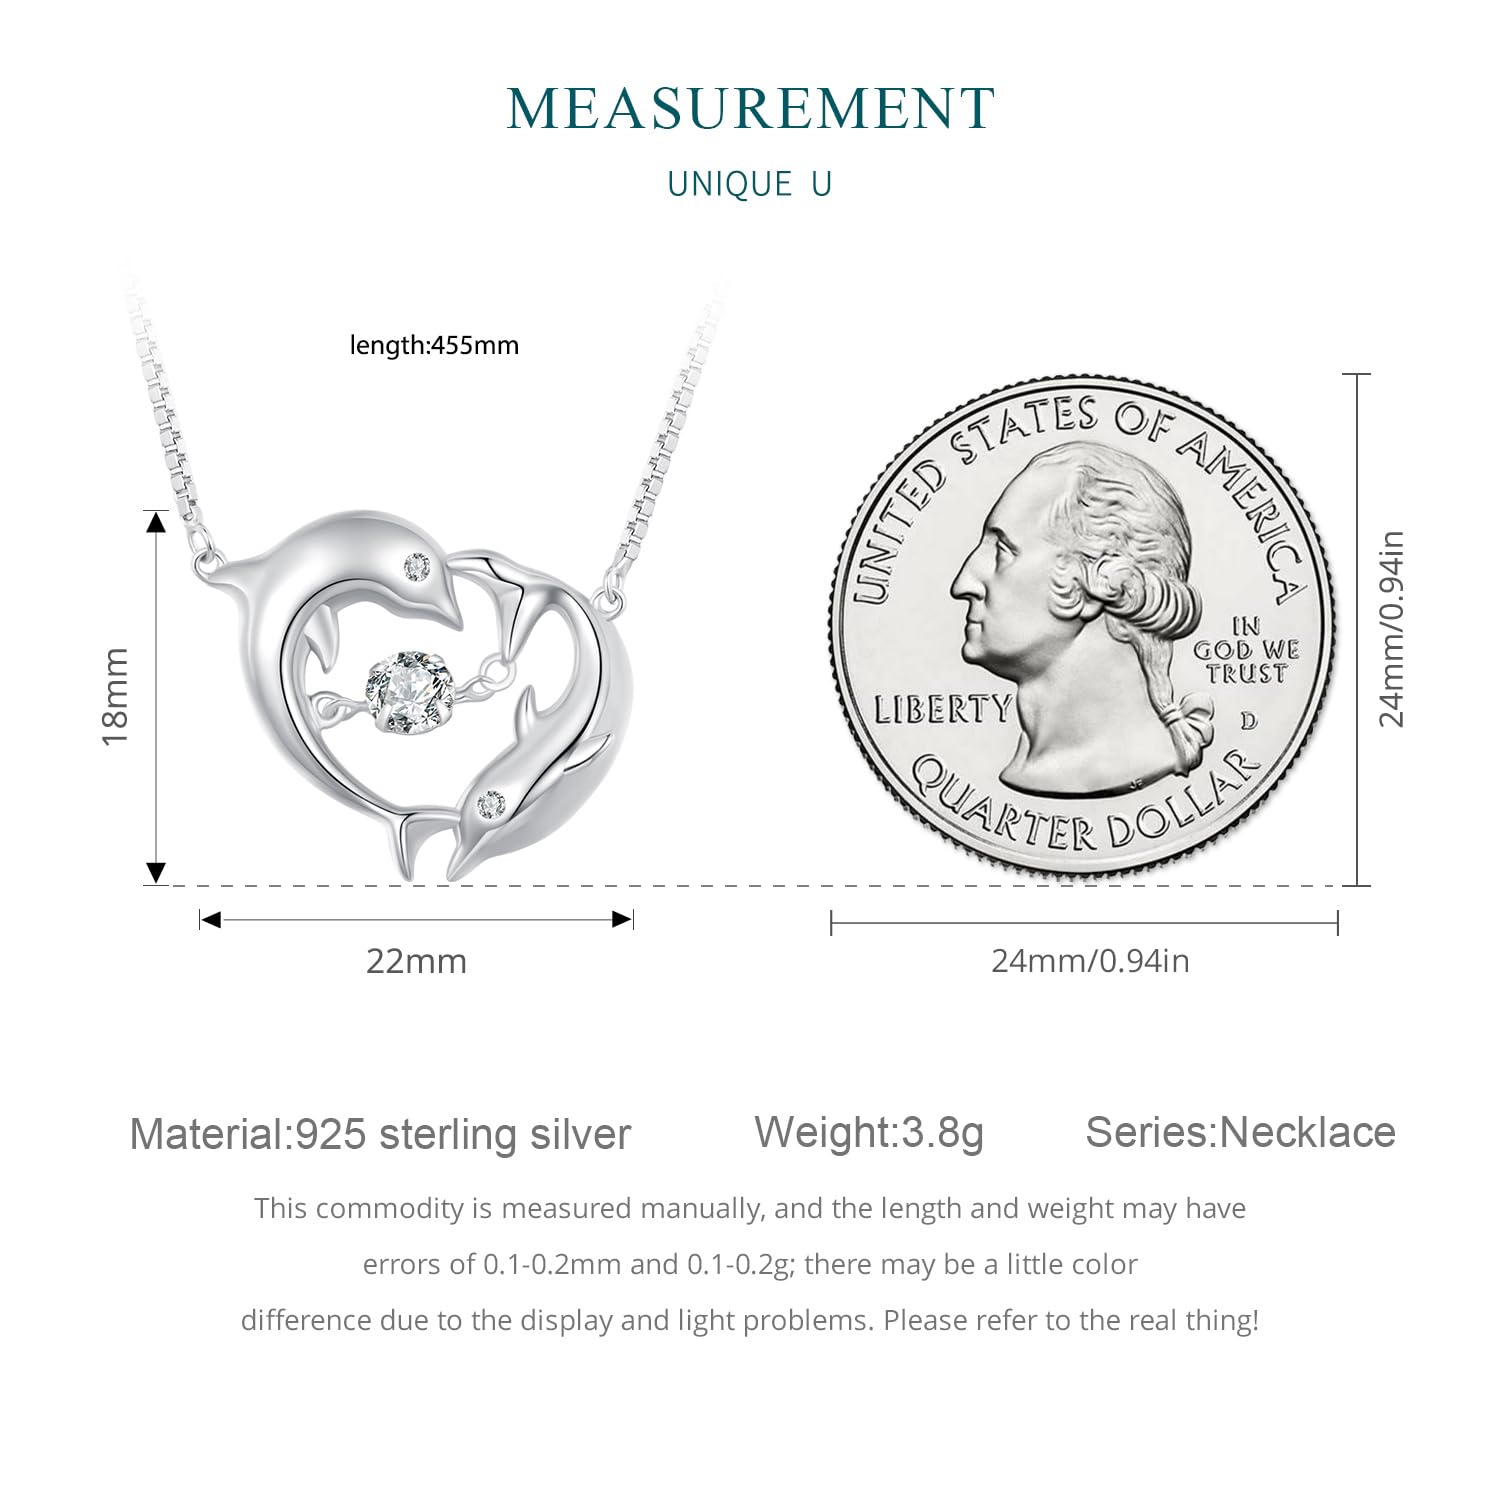 MEASUREMENT
UNIQUE U
length:455mm
18mm
22mm
UNITED STATES OF AMERICA
IN
GOD WE
TRUST
LIBERTY
D
JF
QUARTER DOLLAR
24mm/0.94in
24mm/0.94in
Material:925 sterling silver Weight:3.8g Series:Necklace
This commodity is measured manually, and the length and weight may have
errors of 0.1-0.2mm and 0.1-0.2g; there may be a little color
difference due to the display and light problems. Please refer to the real thing!